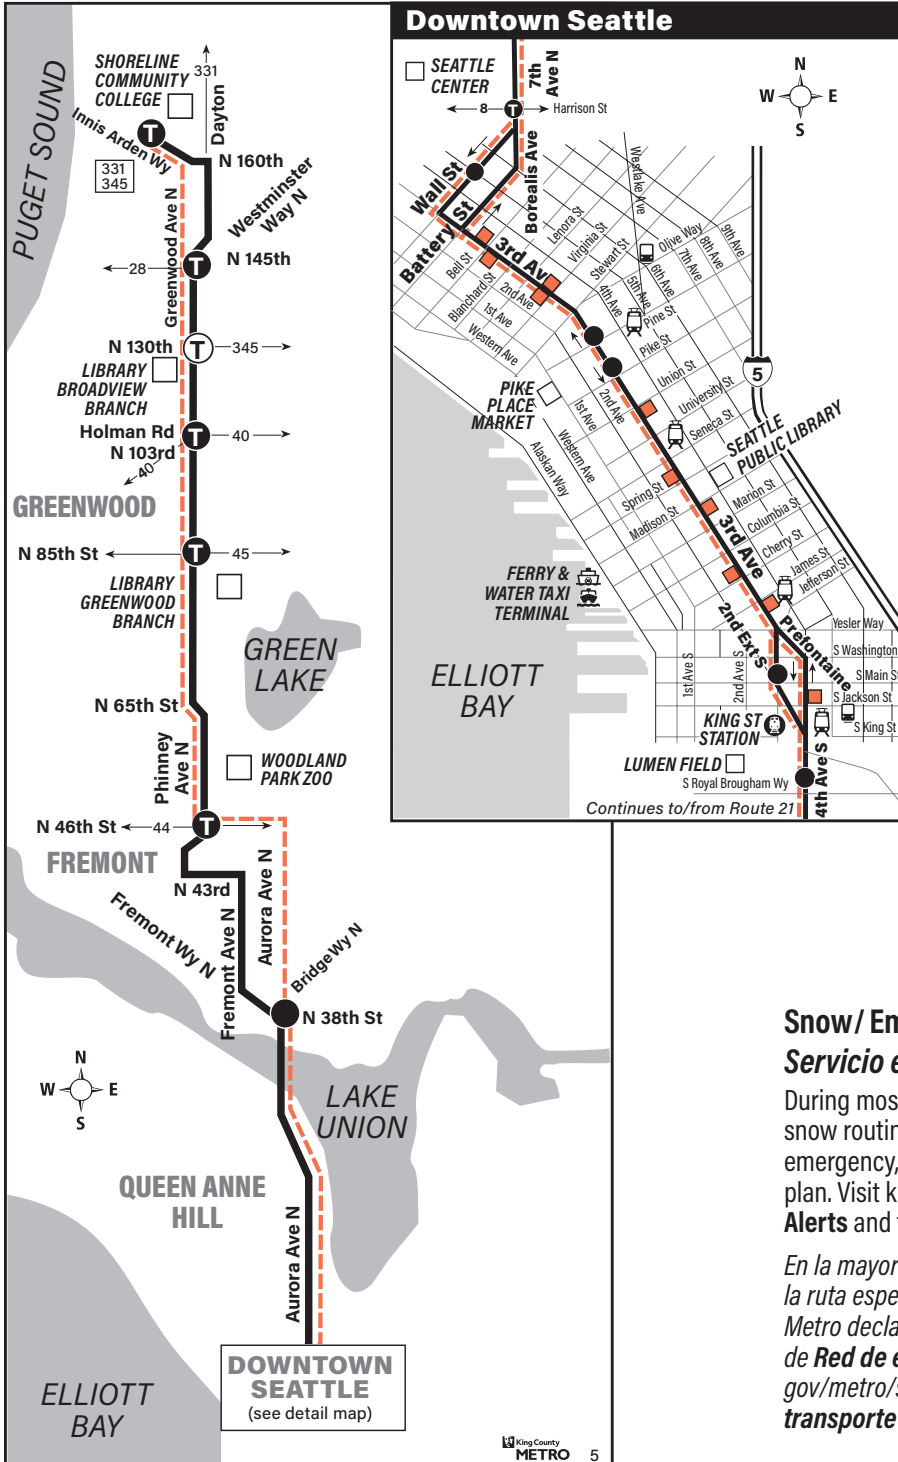 Downtown Seattle
SHORELINE
COMMUNITY
COLLEGE
331
Dayton
PUGET SOUND
Innis Arden Wy
T
N 160th
331
345
Greenwood Ave N
Westminster
Way N
T
N 145th
28
N 130th
T
345
LIBRARY
BROADVIEW
BRANCH
Holman Rd
N 103rd
T
40
40
GREENWOOD
N 85th St
T
45
LIBRARY
GREENWOOD
BRANCH
GREEN
LAKE
N 65th St
Phinney
Ave N
WOODLAND
PARK ZOO
N 46th St
44
T
FREMONT
N 43rd
Aurora Ave N
Fremont Wy N
Fremont Ave N
Bridge Wy N
N 38th St
N
W
E
S
LAKE
UNION
QUEEN ANNE
HILL
Aurora Ave N
DOWNTOWN
SEATTLE
(see detail map)
ELLIOTT
BAY
King County
METRO
5
SEATTLE
CENTER
7th
Ave N
8
T
Harrison St
N
W
E
S
Wall St
Battery St
Borealis Ave
Westlake Ave
Lenora St
Virginia St
Stewart St
Olive Way
9th Ave
8th Ave
7th Ave
6th Ave
5th Ave
4th Ave
3rd Av
Bell St
Blanchard St
2nd Ave
1st Ave
Western Ave
Pine St
Pike St
Union St
University St
Seneca St
5
PIKE
PLACE
MARKET
1st Ave
2nd Ave
Western Ave
Alaskan Way
SEATTLE
PUBLIC LIBRARY
Spring St
Madison St
Marion St
Columbia St
Cherry St
James St
Jefferson St
3rd Ave
FERRY &
WATER TAXI
TERMINAL
2nd Ext S
Prefontaine
Yesler Way
S Washington
S Main St
S Jackson St
S King St
1st Ave S
2nd Ave S
ELLIOTT
BAY
KING ST
STATION
LUMEN FIELD
S Royal Brougham Wy
4th Ave S
Continues to/from Route 21
Snow/ Em
Servicio e
During mos
snow routin
emergency,
plan. Visit k
Alerts and
En la mayor
la ruta espe
Metro decla
de Red de e
gov/metro/s
transporte